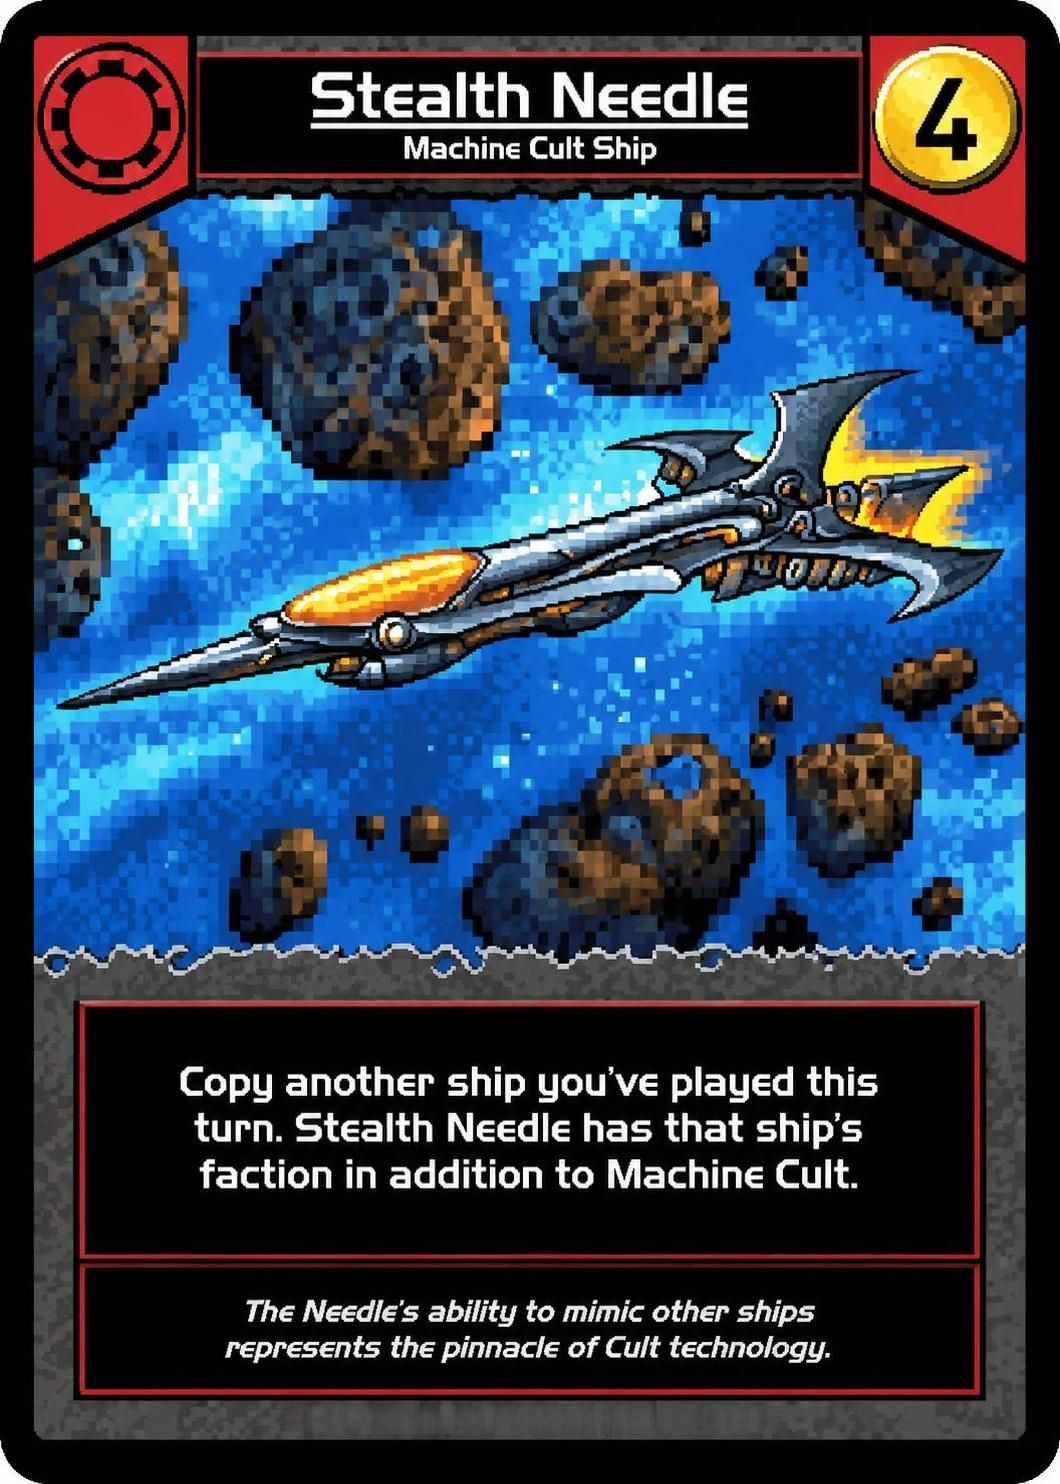 Stealth Needle
4
Machine Cult Ship
Copy another ship you've played this
turn. Stealth Needle has that ship's
faction in addition to Machine Cult.
The Needle's ability to mimic other ships
represents the pinnacle of Cult technology.